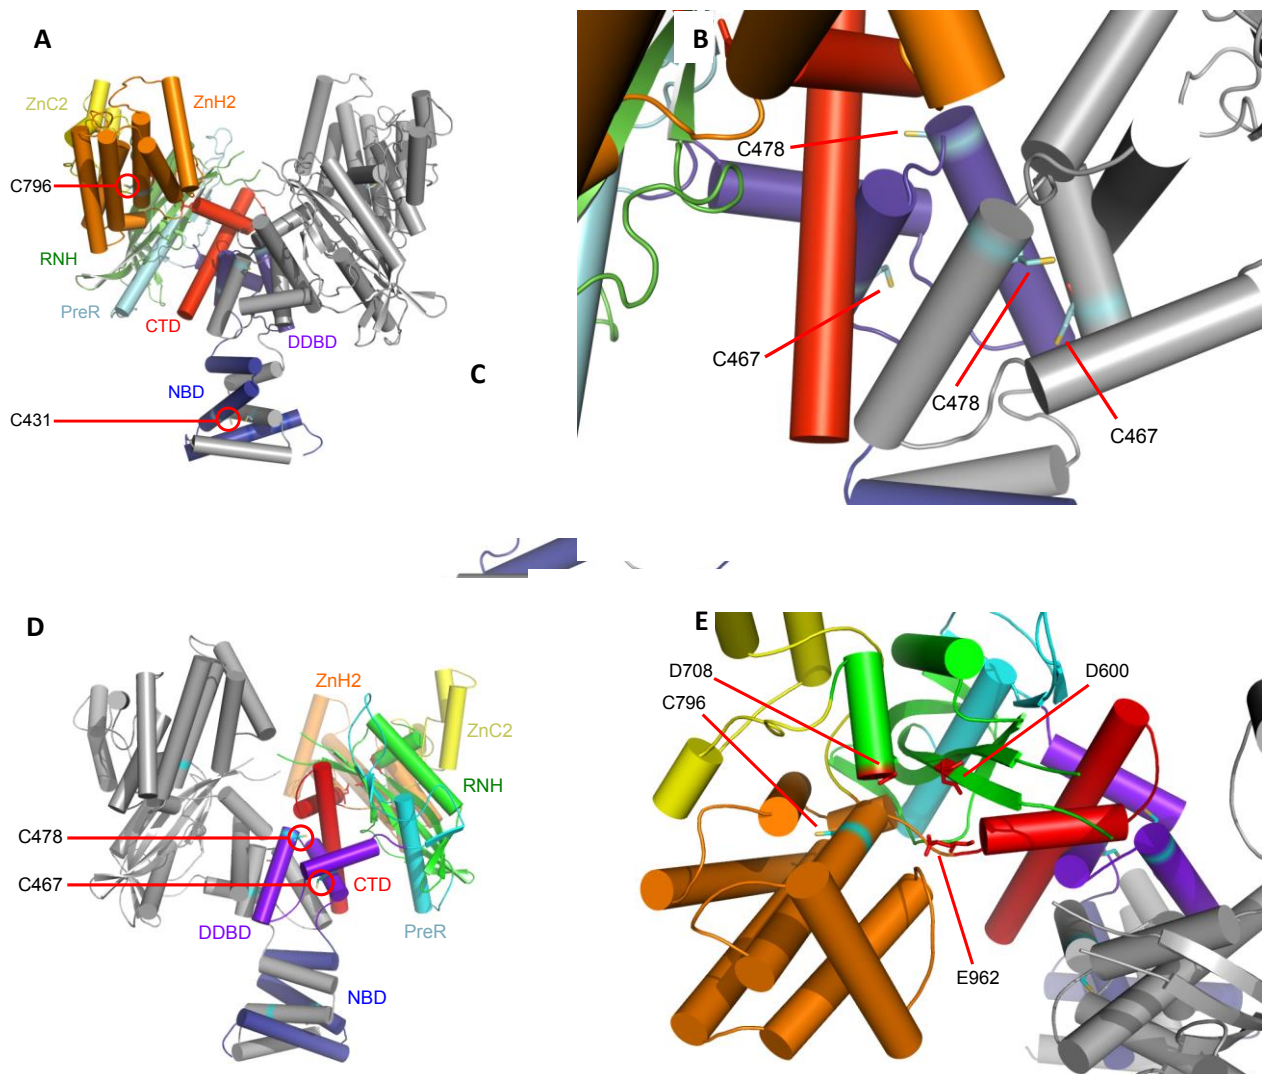 A
ZnC2
ZnH2
C796
RNH
PreR
CTD
DDBD
NBD
C431
B
C478
C467
C478
C467
C
D
ZnH2
ZnC2
RNH
C478
C467
CTD
DDBD
PreR
NBD
E
D708
D600
C796
E962